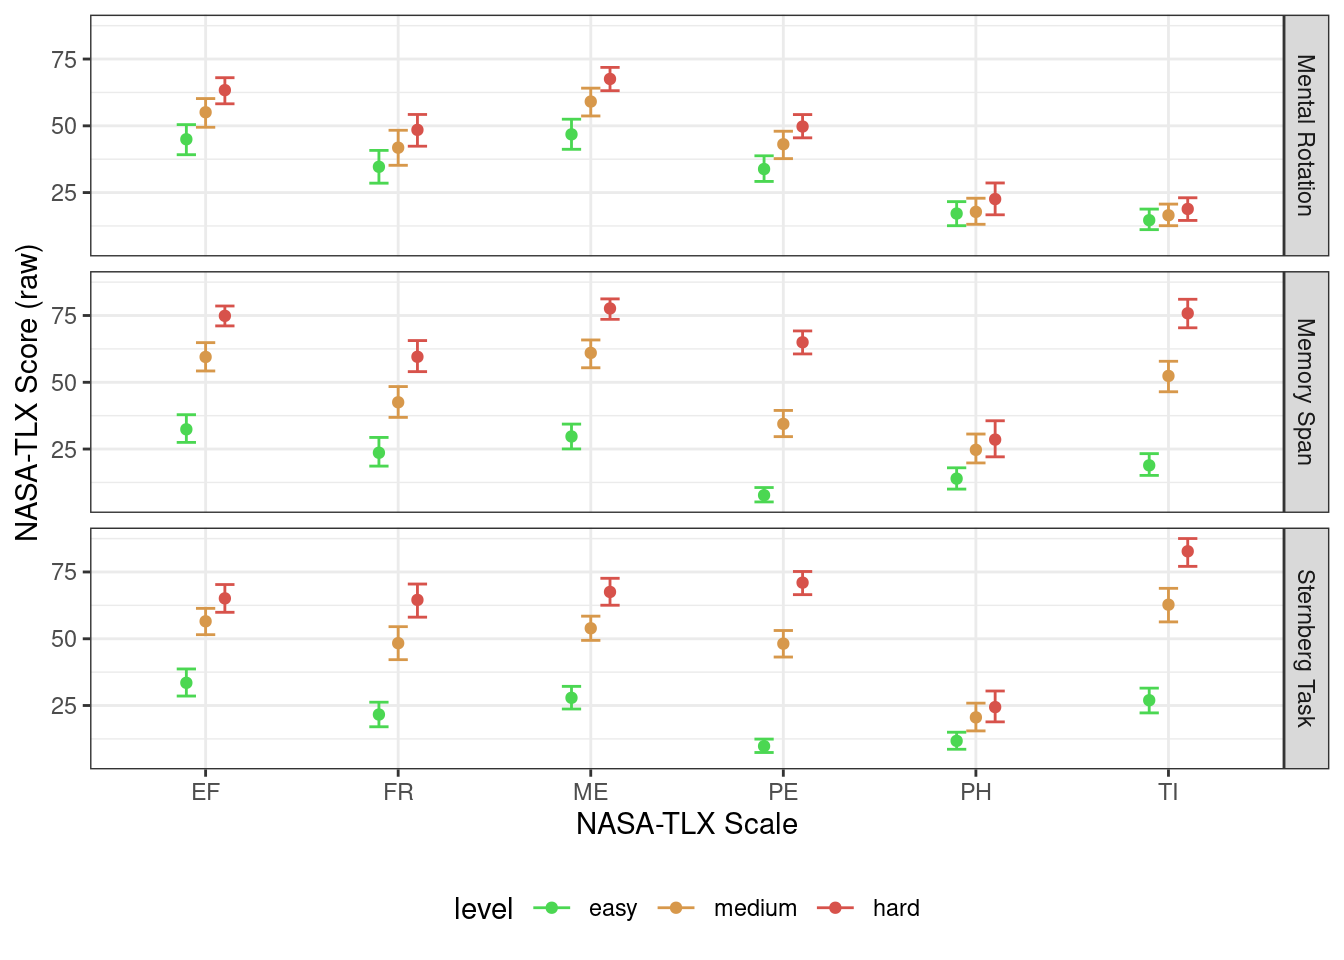 NASA-TLX Score (raw)
75
50
25
Mental Rotation
75
50
25
Memory Span
75
50
25
Sternberg Task
EF FR ME PE PH TI
NASA-TLX Scale
level easy medium hard